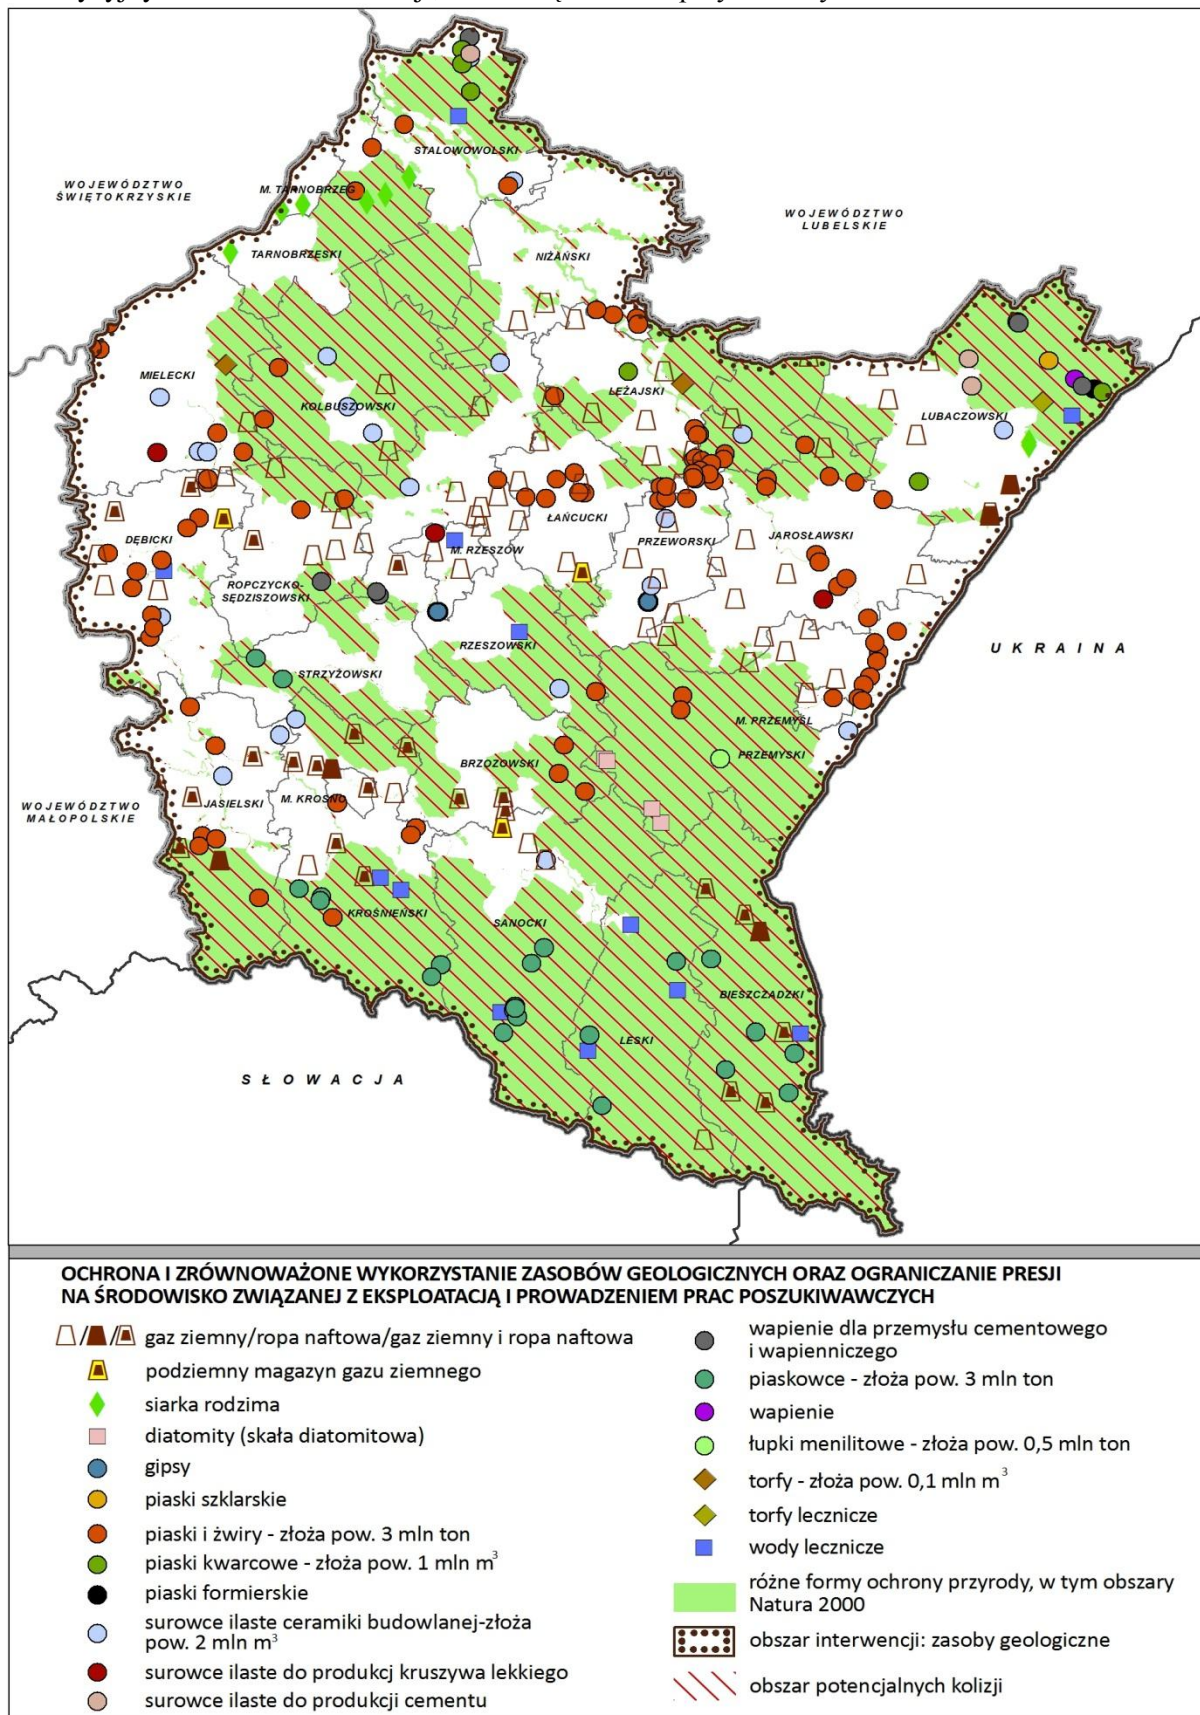 WOJEWÓDZTWO
ŚWIĘTOKRZYSKIE
STALOWOWOLSKI
M. TARNOBRZEG
WOJEWÓDZTWO
LUBELSKIE
TARNOBRZESKI
NIŻAŃSKI
MIELECKI
KOLBUSZOWSKI
LEŻAJSKI
LUBACZOWSKI
DĘBICKI
ŁAŃCUCKI
M. RZESZÓW
PRZEWORSKI
JAROSŁAWSKI
ROPCZYCKO-
SĘDZISZOWSKI
RZESZOWSKI
UKRAINA
STRZYŻOWSKI
M. PRZEMYŚL
PRZEMYSKI
BRZOZOWSKI
WOJEWÓDZTWO
MAŁOPOLSKIE
JASIELSKI
M. KROSNO
KROŚNIEŃSKI
SANOCKI
BIESZCZADZKI
LESKI
SŁOWACJA
OCHRONA I ZRÓWNOWAŻONE WYKORZYSTANIE ZASOBÓW GEOLOGICZNYCH ORAZ OGRANICZANIE PRESJI
NA ŚRODOWISKO ZWIĄZANEJ Z EKSPLOATACJĄ I PROWADZENIEM PRAC POSZUKIWAWCZYCH
/ / gaz ziemny/ropa naftowa/gaz ziemny i ropa naftowa
podziemny magazyn gazu ziemnego
siarka rodzima
diatomity (skała diatomitowa)
gipsy
piaski szklarskie
piaski i żwiry - złoża pow. 3 mln ton
piaski kwarcowe - złoża pow. 1 mln m³
piaski formierskie
surowce ilaste ceramiki budowlanej-złoża
pow. 2 mln m³
surowce ilaste do produkcj kruszywa lekkiego
surowce ilaste do produkcji cementu
wapienie dla przemysłu cementowego
i wapienniczego
piaskowce - złoża pow. 3 mln ton
wapienie
łupki menilitowe - złoża pow. 0,5 mln ton
torfy - złoża pow. 0,1 mln m³
torfy lecznicze
wody lecznicze
różne formy ochrony przyrody, w tym obszary
Natura 2000
obszar interwencji: zasoby geologiczne
obszar potencjalnych kolizji